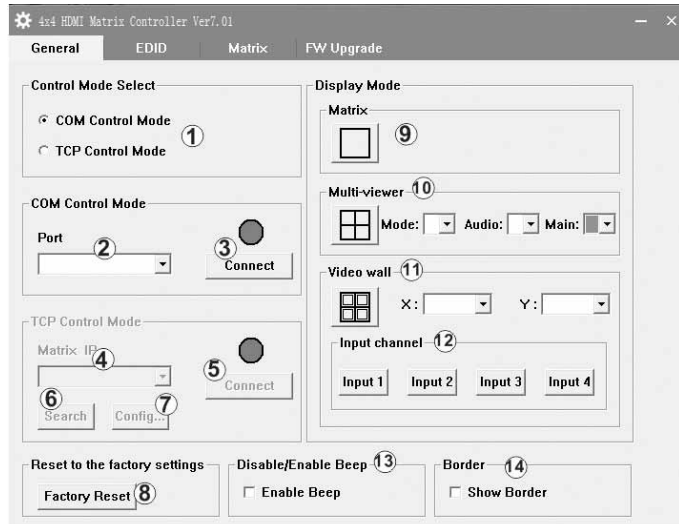 4x4 HDMI Matrix Controller Ver7.01
General EDID Matrix FW Upgrade
Control Mode Select
COM Control Mode
1
TCP Control Mode
COM Control Mode
Port
2
3
Connect
TCP Control Mode
Matrix IP
4
5
Connect
6
7
Search Config...
Display Mode
Matrix
9
Multi-viewer 10
Mode: Audio: Main:
Video wall 11
X: Y:
Input channel 12
Input 1 Input 2 Input 3 Input 4
Reset to the factory settings
Factory Reset 8
Disable/Enable Beep 13
Enable Beep
Border 14
Show Border